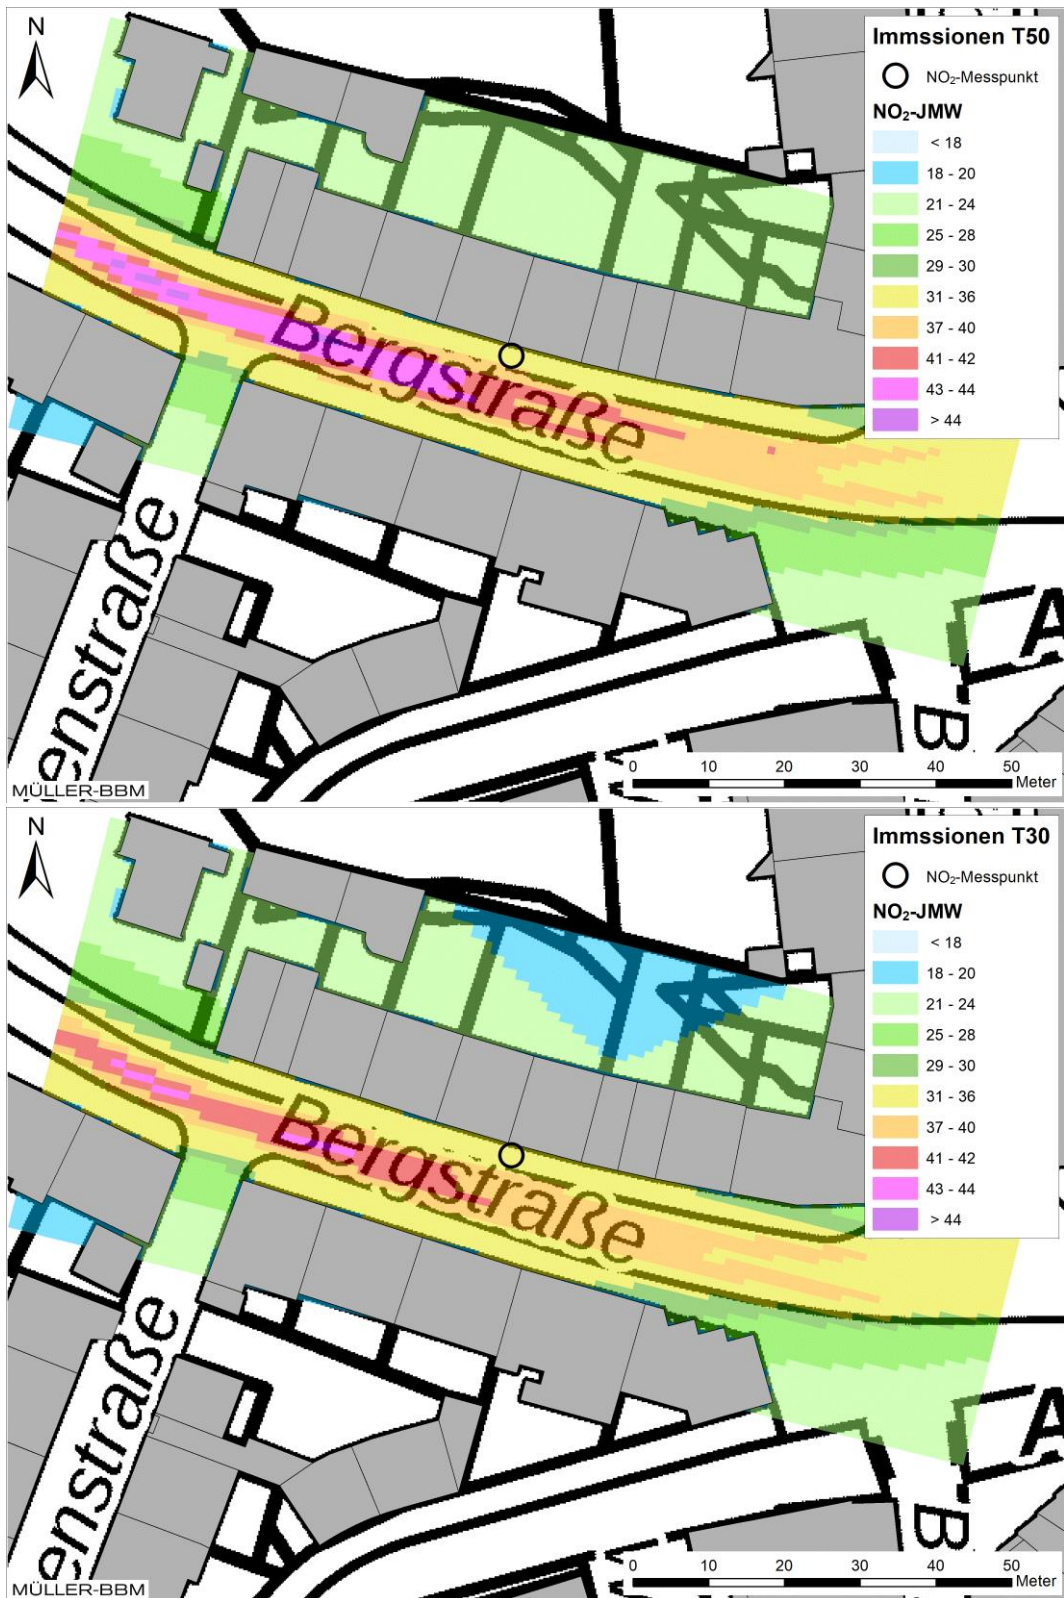 N
Immssionen T50
NO₂-Messpunkt
NO₂-JMW
< 18
18 - 20
21 - 24
25 - 28
29 - 30
31 - 36
37 - 40
41 - 42
43 - 44
> 44
Bergstraße
enstraße
A
B
0 10 20 30 40 50
Meter
MÜLLER-BBM
N
Immssionen T30
NO₂-Messpunkt
NO₂-JMW
< 18
18 - 20
21 - 24
25 - 28
29 - 30
31 - 36
37 - 40
41 - 42
43 - 44
> 44
Bergstraße
enstraße
A
B
0 10 20 30 40 50
Meter
MÜLLER-BBM